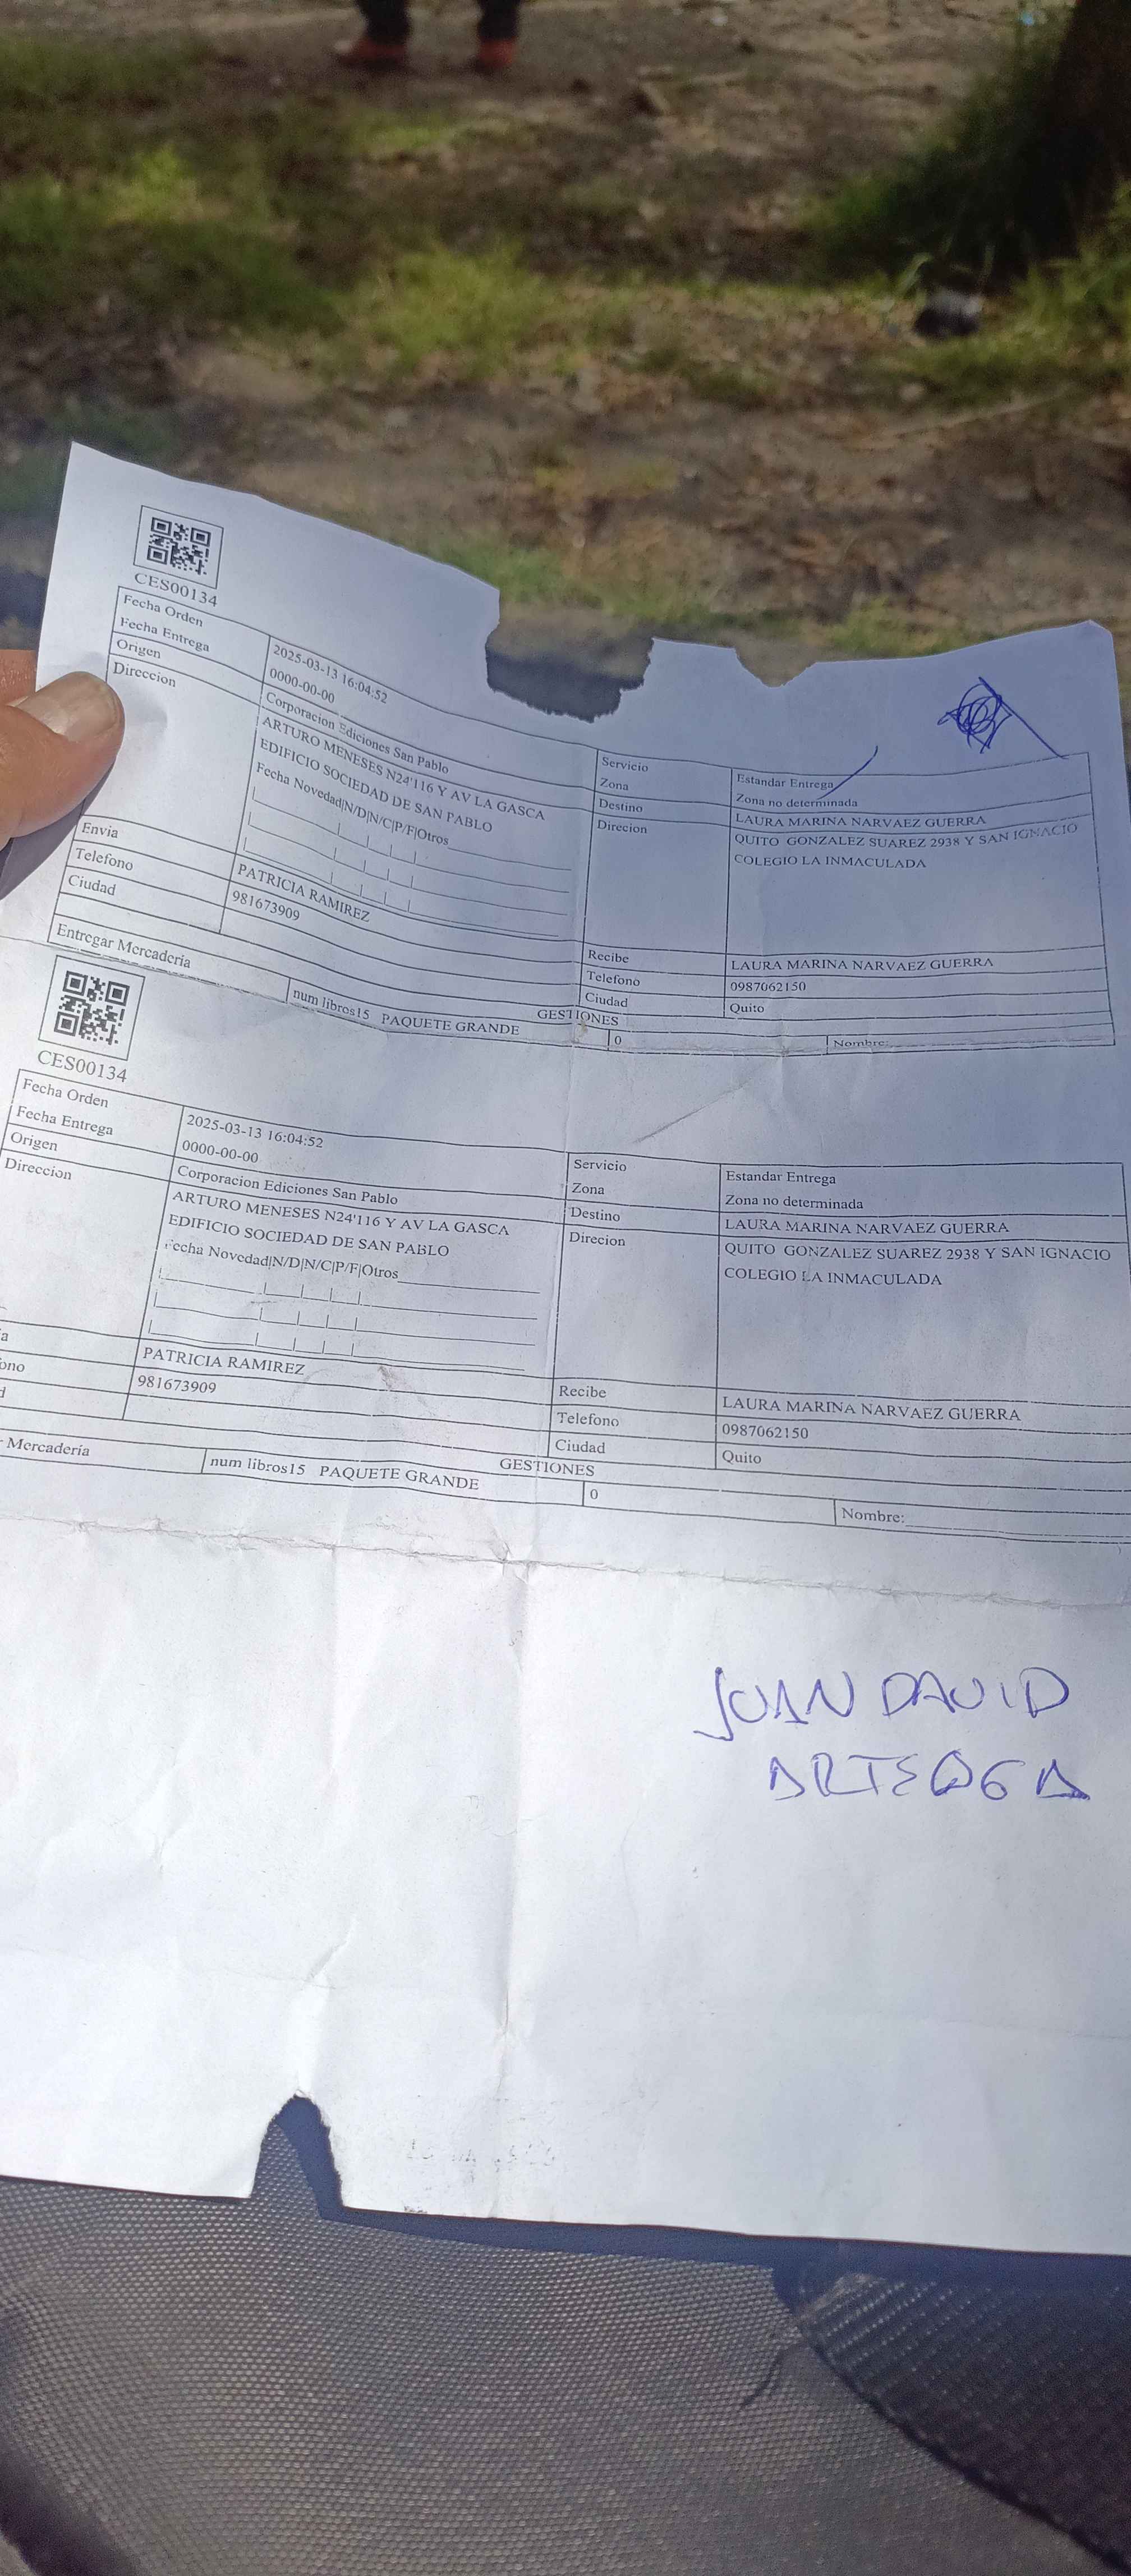 CES00134
Fecha Orden 2025-03-13 16:04:52
Fecha Entrega 0000-00-00
Origen Corporacion Ediciones San Pablo
Direccion ARTURO MENESES N24'116 Y AV LA GASCA
EDIFICIO SOCIEDAD DE SAN PABLO
Fecha Novedad|N/D|N/C|P/F|Otros
Envia PATRICIA RAMIREZ
Telefono 981673909
Ciudad
Servicio Estandar Entrega
Zona Zona no determinada
Destino LAURA MARINA NARVAEZ GUERRA
Direcion QUITO GONZALEZ SUAREZ 2938 Y SAN IGNACIO
COLEGIO LA INMACULADA
Recibe LAURA MARINA NARVAEZ GUERRA
Telefono 0987062150
Ciudad Quito
GESTIONES
Entregar Mercadería num libros15 PAQUETE GRANDE 0 Nombre:
CES00134
Fecha Orden 2025-03-13 16:04:52
Fecha Entrega 0000-00-00
Origen Corporacion Ediciones San Pablo
Direccion ARTURO MENESES N24'116 Y AV LA GASCA
EDIFICIO SOCIEDAD DE SAN PABLO
Fecha Novedad|N/D|N/C|P/F|Otros
a PATRICIA RAMIREZ
ono 981673909
d
Servicio Estandar Entrega
Zona Zona no determinada
Destino LAURA MARINA NARVAEZ GUERRA
Direcion QUITO GONZALEZ SUAREZ 2938 Y SAN IGNACIO
COLEGIO LA INMACULADA
Recibe LAURA MARINA NARVAEZ GUERRA
Telefono 0987062150
Ciudad Quito
GESTIONES
Mercadería num libros15 PAQUETE GRANDE 0 Nombre:
JUAN DAVID
ARTEAGA